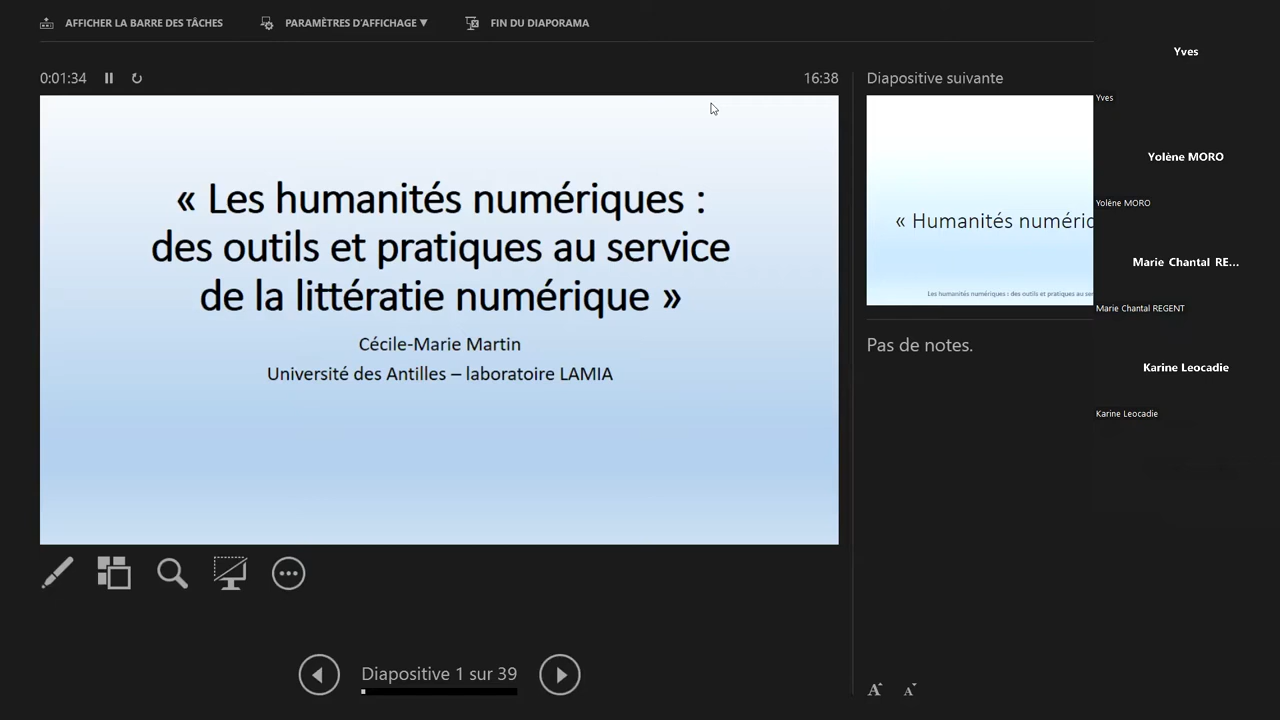 AFFICHER LA BARRE DES TÂCHES
PARAMÈTRES D'AFFICHAGE ▼
FIN DU DIAPORAMA
0:01:34
16:38
« Les humanités numériques :
des outils et pratiques au service
de la littératie numérique »
Cécile-Marie Martin
Université des Antilles – laboratoire LAMIA
Diapositive 1 sur 39
Diapositive suivante
« Humanités numéri
Les humanités numériques : des outils et pratiques au
Pas de notes.
A A
Yves
Yves
Yolène MORO
Yolène MORO
Marie Chantal RE...
Marie Chantal REGENT
Karine Leocadie
Karine Leocadie